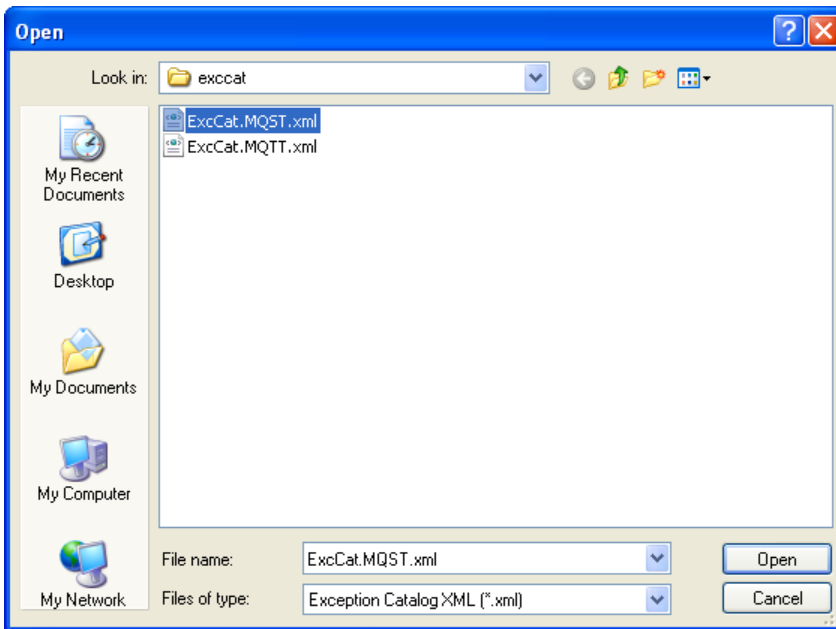 Open
Look in: exccat
ExcCat.MQST.xml
ExcCat.MQTT.xml
My Recent
Documents
Desktop
My Documents
My Computer
My Network
File name: ExcCat.MQST.xml Open
Files of type: Exception Catalog XML (*.xml) Cancel